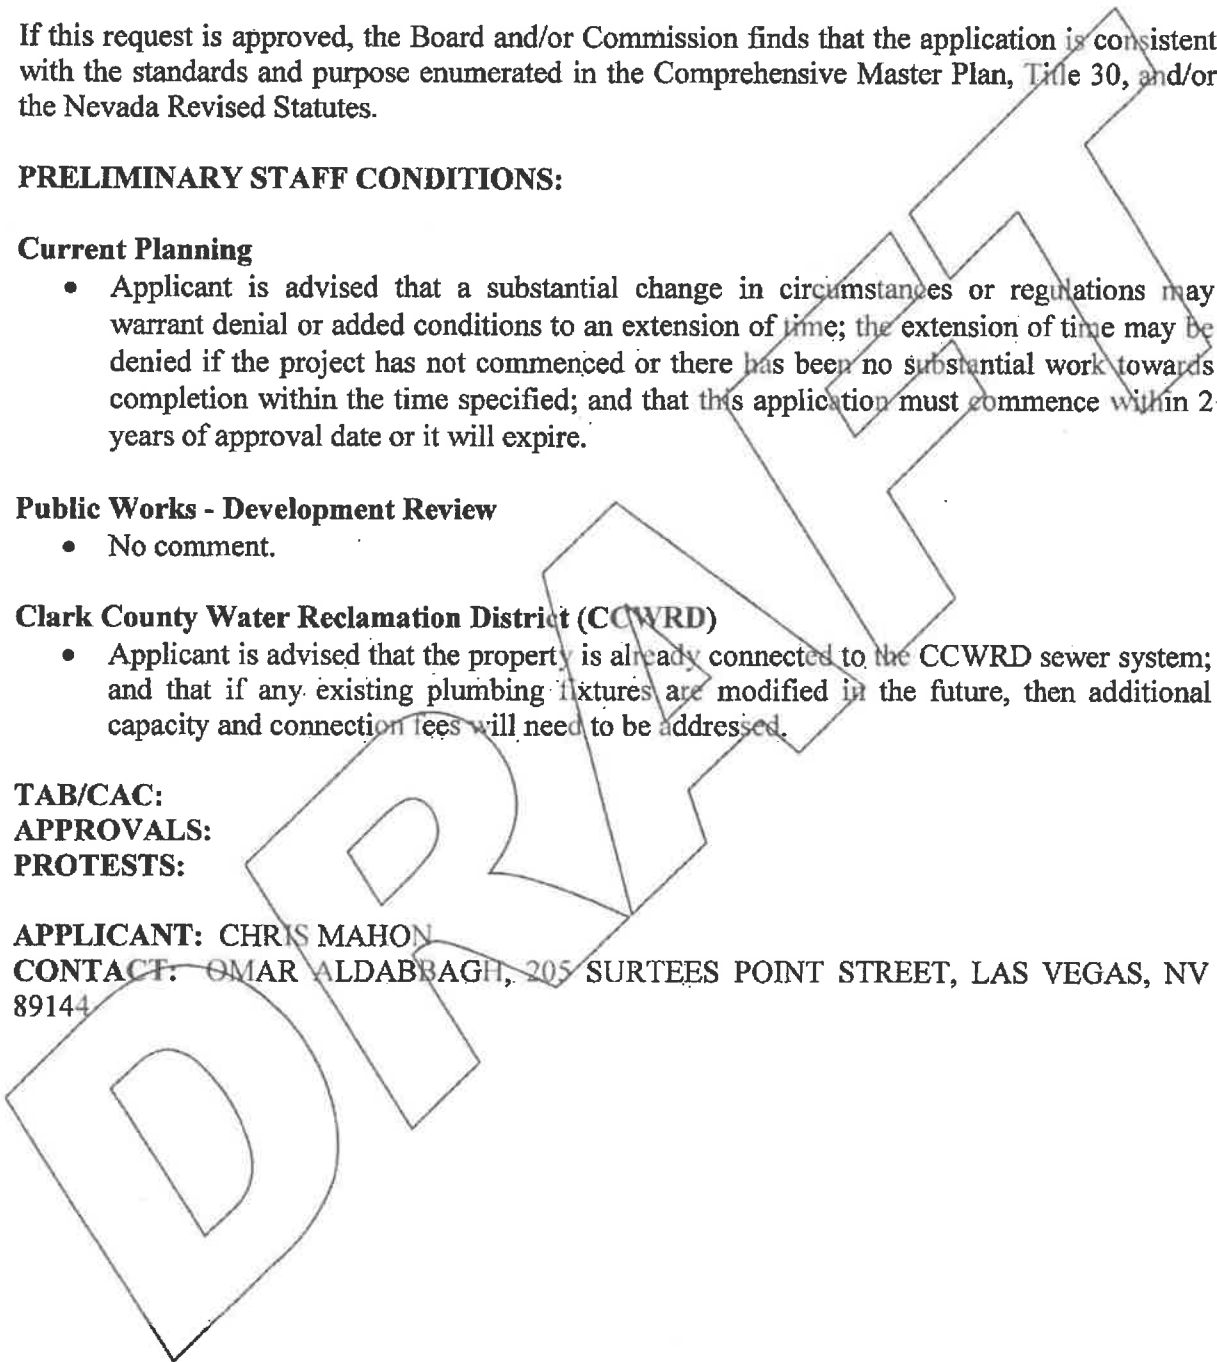 If this request is approved, the Board and/or Commission finds that the application is consistent
with the standards and purpose enumerated in the Comprehensive Master Plan, Title 30, and/or
the Nevada Revised Statutes.
PRELIMINARY STAFF CONDITIONS:
Current Planning
• Applicant is advised that a substantial change in circumstances or regulations may
warrant denial or added conditions to an extension of time; the extension of time may be
denied if the project has not commenced or there has been no substantial work towards
completion within the time specified; and that this application must commence within 2
years of approval date or it will expire.
Public Works - Development Review
• No comment.
Clark County Water Reclamation District (CCWRD)
• Applicant is advised that the property is already connected to the CCWRD sewer system;
and that if any existing plumbing fixtures are modified in the future, then additional
capacity and connection fees will need to be addressed.
TAB/CAC:
APPROVALS:
PROTESTS:
APPLICANT: CHRIS MAHON
CONTACT: OMAR ALDABBAGH, 205 SURTEES POINT STREET, LAS VEGAS, NV
89144
DRAFT